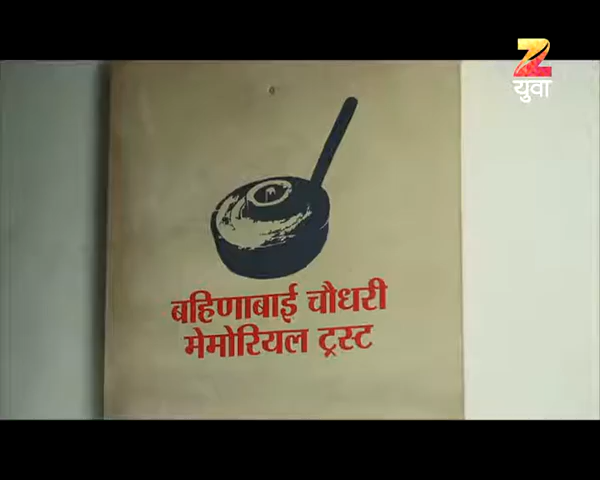 युवा
बहिणाबाई चौधरी
मेमोरियल ट्रस्ट